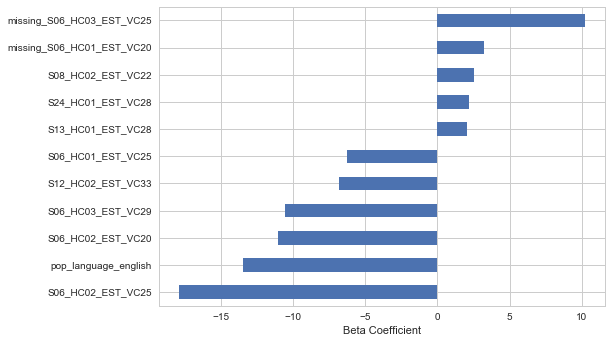 missing_S06_HC03_EST_VC25
missing_S06_HC01_EST_VC20
S08_HC02_EST_VC22
S24_HC01_EST_VC28
S13_HC01_EST_VC28
S06_HC01_EST_VC25
S12_HC02_EST_VC33
S06_HC03_EST_VC29
S06_HC02_EST_VC20
pop_language_english
S06_HC02_EST_VC25
−15 −10 −5 0 5 10
Beta Coefficient